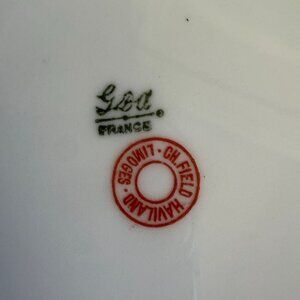 GDA
FRANCE
CH. FIELD HAVILAND · LIMOGES ·